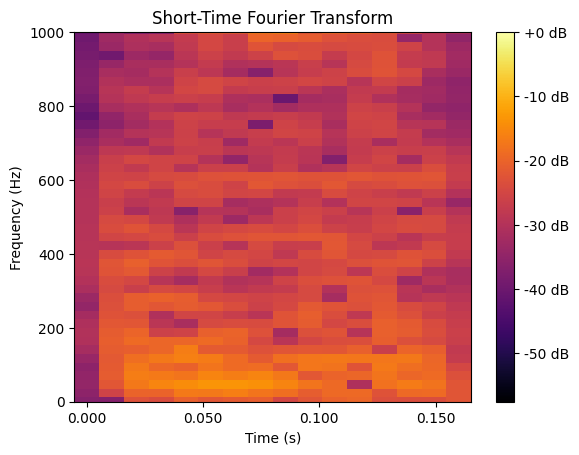 Short-Time Fourier Transform
1000
800
600
400
200
0
Frequency (Hz)
0.000
0.050
0.100
0.150
Time (s)
+0 dB
-10 dB
-20 dB
-30 dB
-40 dB
-50 dB